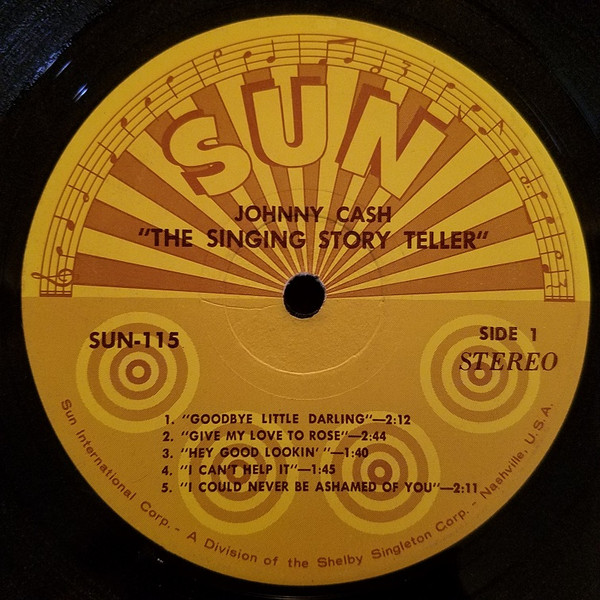 SUN
JOHNNY CASH
"THE SINGING STORY TELLER"
SUN-115
SIDE 1
STEREO
1. "GOODBYE LITTLE DARLING"—2:12
2. "GIVE MY LOVE TO ROSE"—2:44
3. "HEY GOOD LOOKIN' "—1:40
4. "I CAN'T HELP IT"—1:45
5. "I COULD NEVER BE ASHAMED OF YOU"—2:11
Sun International Corp. - A Division of the Shelby Singleton Corp. - Nashville, U.S.A.